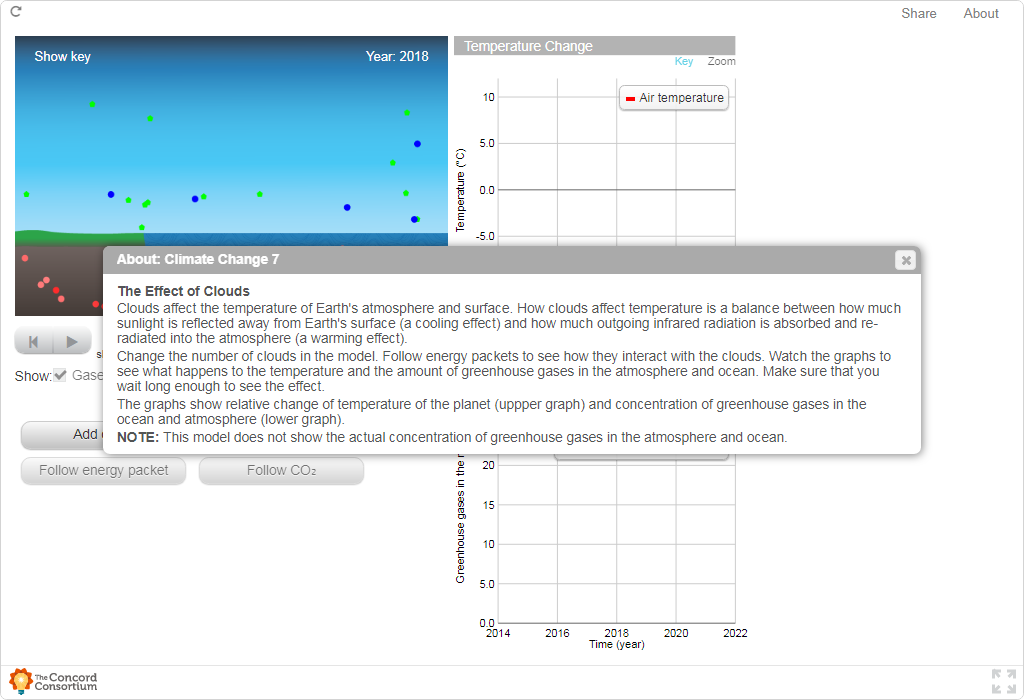 Share About
Show key Year: 2018
Temperature Change
Key Zoom
Air temperature
10
5.0
0.0
-5.0
Temperature (°C)
About: Climate Change 7
The Effect of Clouds
Clouds affect the temperature of Earth's atmosphere and surface. How clouds affect temperature is a balance between how much
sunlight is reflected away from Earth's surface (a cooling effect) and how much outgoing infrared radiation is absorbed and re-
radiated into the atmosphere (a warming effect).
Change the number of clouds in the model. Follow energy packets to see how they interact with the clouds. Watch the graphs to
see what happens to the temperature and the amount of greenhouse gases in the atmosphere and ocean. Make sure that you
wait long enough to see the effect.
The graphs show relative change of temperature of the planet (uppper graph) and concentration of greenhouse gases in the
ocean and atmosphere (lower graph).
NOTE: This model does not show the actual concentration of greenhouse gases in the atmosphere and ocean.
Show: Gase
Add
Follow energy packet Follow CO₂
Greenhouse gases in the
20
15
10
5.0
0.0
2014 2016 2018 2020 2022
Time (year)
The Concord
Consortium